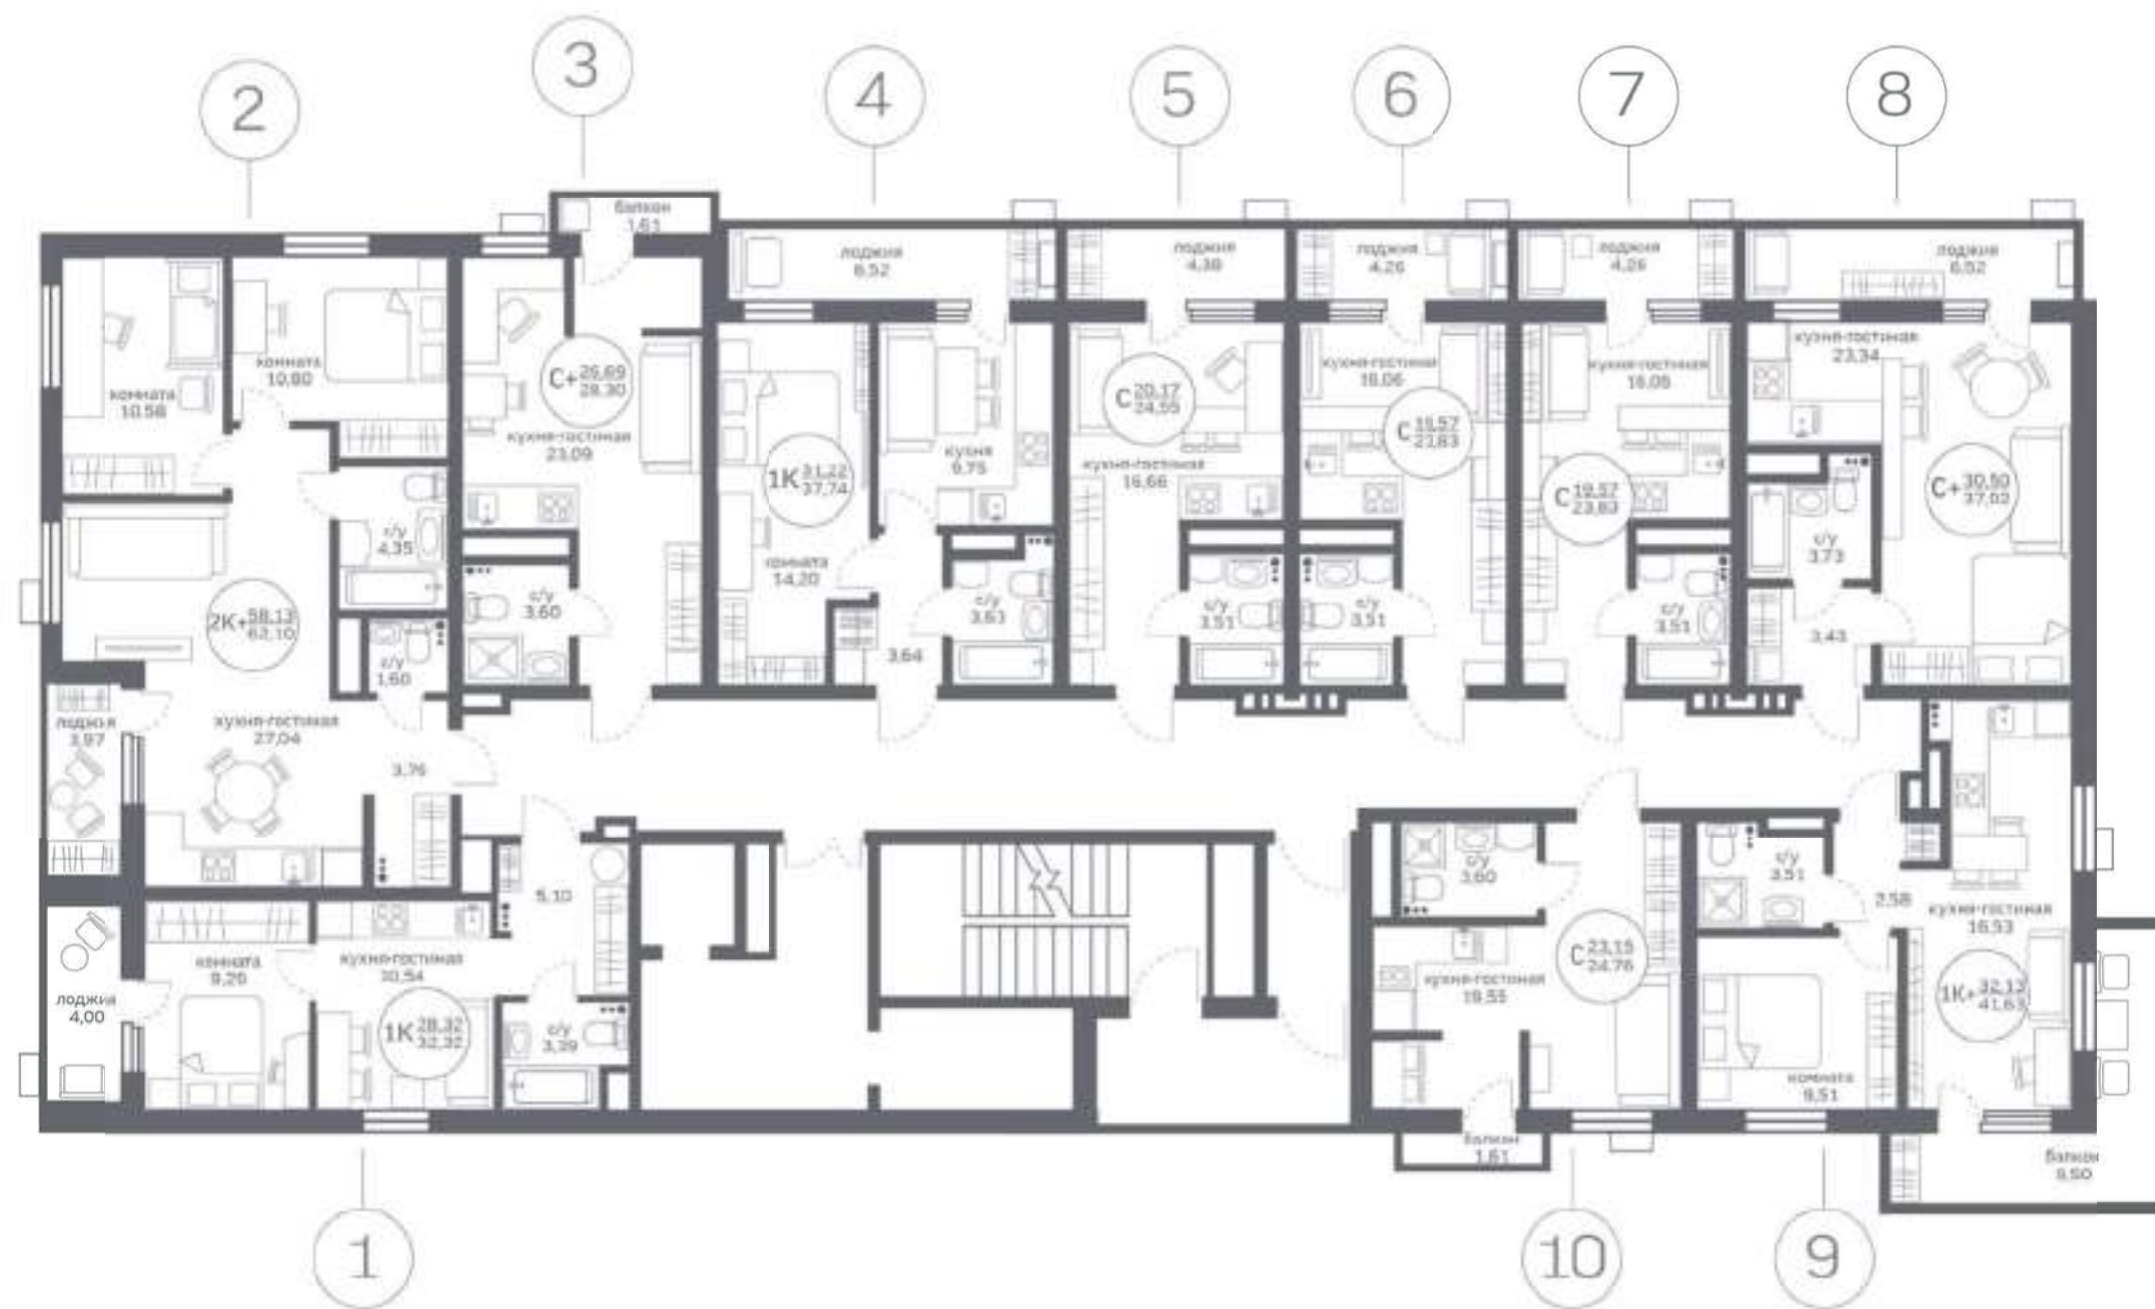 3
2
4
5
6
7
8
балкон
1,61
лоджия
6,52
лоджия
4,38
лоджия
4,26
лоджия
4,26
лоджия
6,52
комната
10,58
комната
10,80
С+ 26,69
28,30
кухня-гостиная
23,09
1К 31,22
37,74
кухня
9,75
С 20,17
24,55
кухня-гостиная
16,66
кухня-гостиная
16,06
С 19,57
23,83
кухня-гостиная
16,06
С 19,57
23,83
кухня-гостиная
23,34
С+ 30,50
37,02
с/у
4,35
с/у
3,60
комната
14,20
с/у
3,63
3,64
с/у
3,51
с/у
3,51
с/у
3,51
с/у
3,73
3,43
2К+ 58,13
62,10
с/у
1,60
лоджия
3,97
кухня-гостиная
27,04
3,76
5,10
с/у
3,60
с/у
3,51
2,58
кухня-гостиная
16,53
комната
9,29
кухня-гостиная
10,54
лоджия
4,00
1К 28,32
32,32
с/у
3,39
С 23,15
24,76
кухня-гостиная
19,55
1К+ 32,13
41,63
комната
9,51
балкон
1,61
балкон
9,50
1
10
9